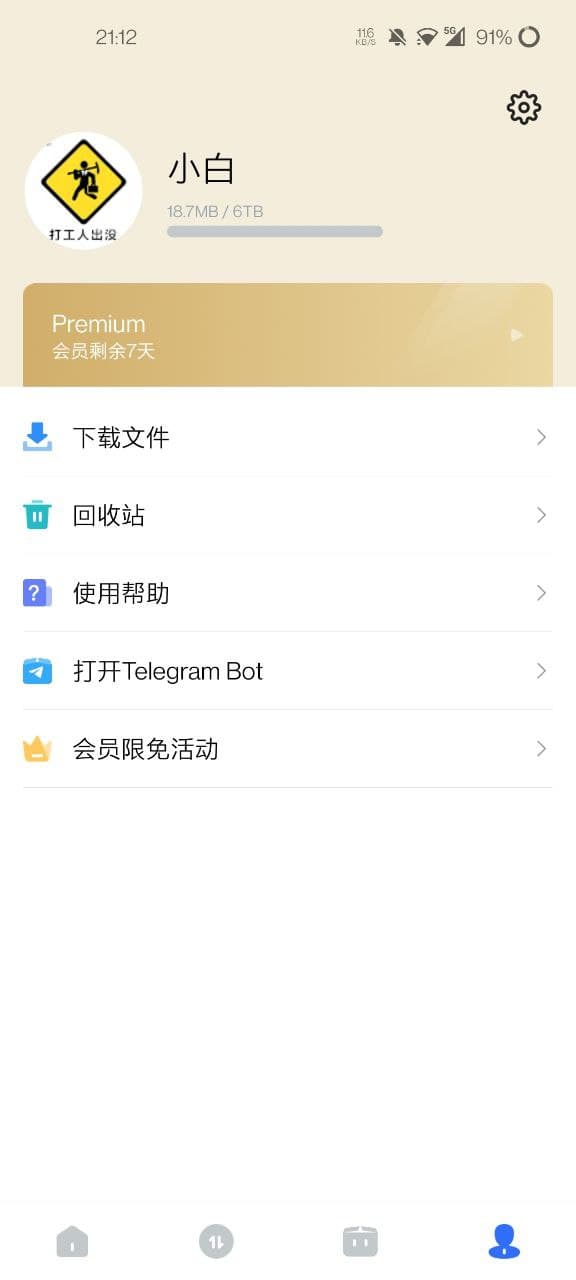 21:12
11.6
KB/S
5G
91%
小白
18.7MB / 6TB
打工人出没
Premium
会员剩余7天
下载文件
回收站
使用帮助
打开Telegram Bot
会员限免活动